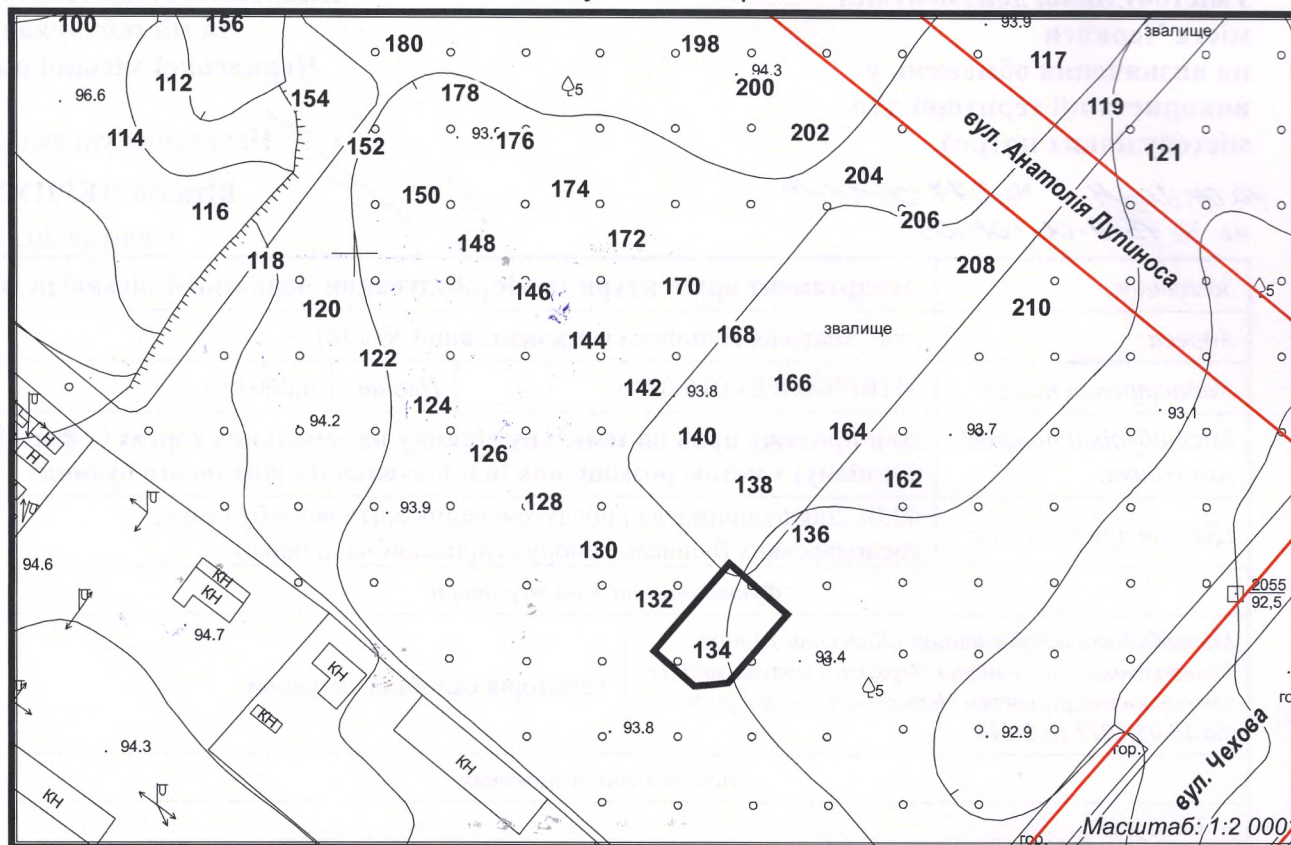 100 156
180 198
93.9 звалище
117
112 154 178 5 94.3 200
96.6
119
114 152 176 202 вул. Анатолія Лупиноса 121
150 174 204
116 206
148 172
118 208 5
120 146 170 210
168 звалище
122 144
142 166
124 93.8 93.1
94.2 140 164 93.7
126
138 162
128 93.9
130 136
94.6 КН
КН 132 2055
92,5
94.7
134 93.4
КН 5
КН 93.8 92.9
94.3 гор.
КН вул. Чехова
КН
гор. Масштаб: 1:2 000